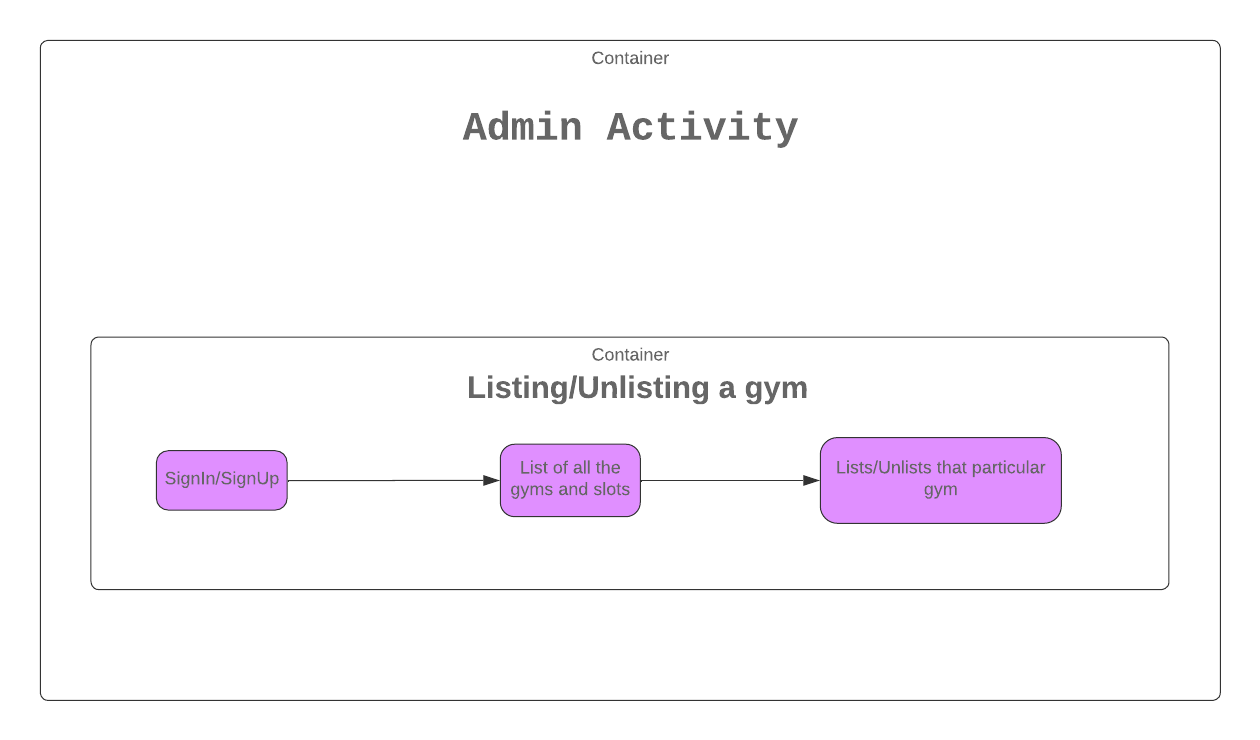 Container
Admin Activity
Container
Listing/Unlisting a gym
SignIn/SignUp
List of all the
gyms and slots
Lists/Unlists that particular
gym